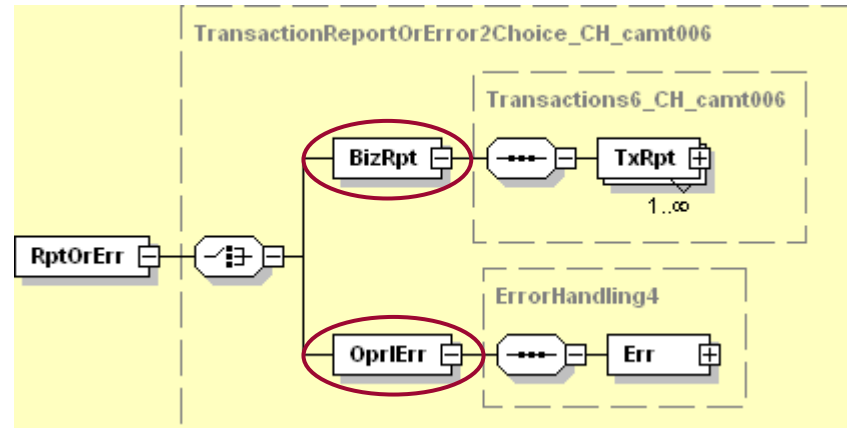 TransactionReportOrError2Choice_CH_camt006
Transactions6_CH_camt006
BizRpt
TxRpt
1..∞
RptOrErr
ErrorHandling4
OprlErr
Err